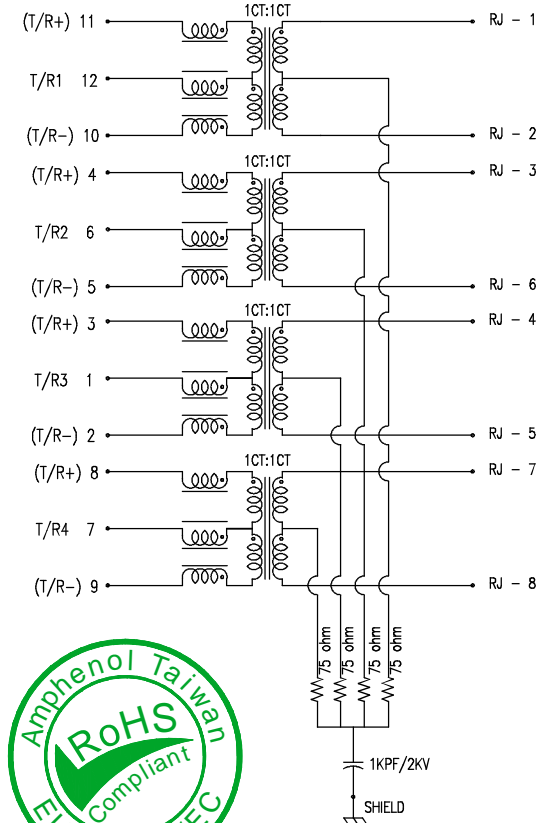 1CT:1CT
(T/R+) 11
RJ - 1
T/R1 12
(T/R-) 10
RJ - 2
1CT:1CT
(T/R+) 4
RJ - 3
T/R2 6
(T/R-) 5
RJ - 6
1CT:1CT
(T/R+) 3
RJ - 4
T/R3 1
(T/R-) 2
RJ - 5
1CT:1CT
(T/R+) 8
RJ - 7
T/R4 7
(T/R-) 9
RJ - 8
75 ohm
75 ohm
75 ohm
75 ohm
1KPF/2KV
SHIELD
Amphenol Taiwan
RoHS
Compliant